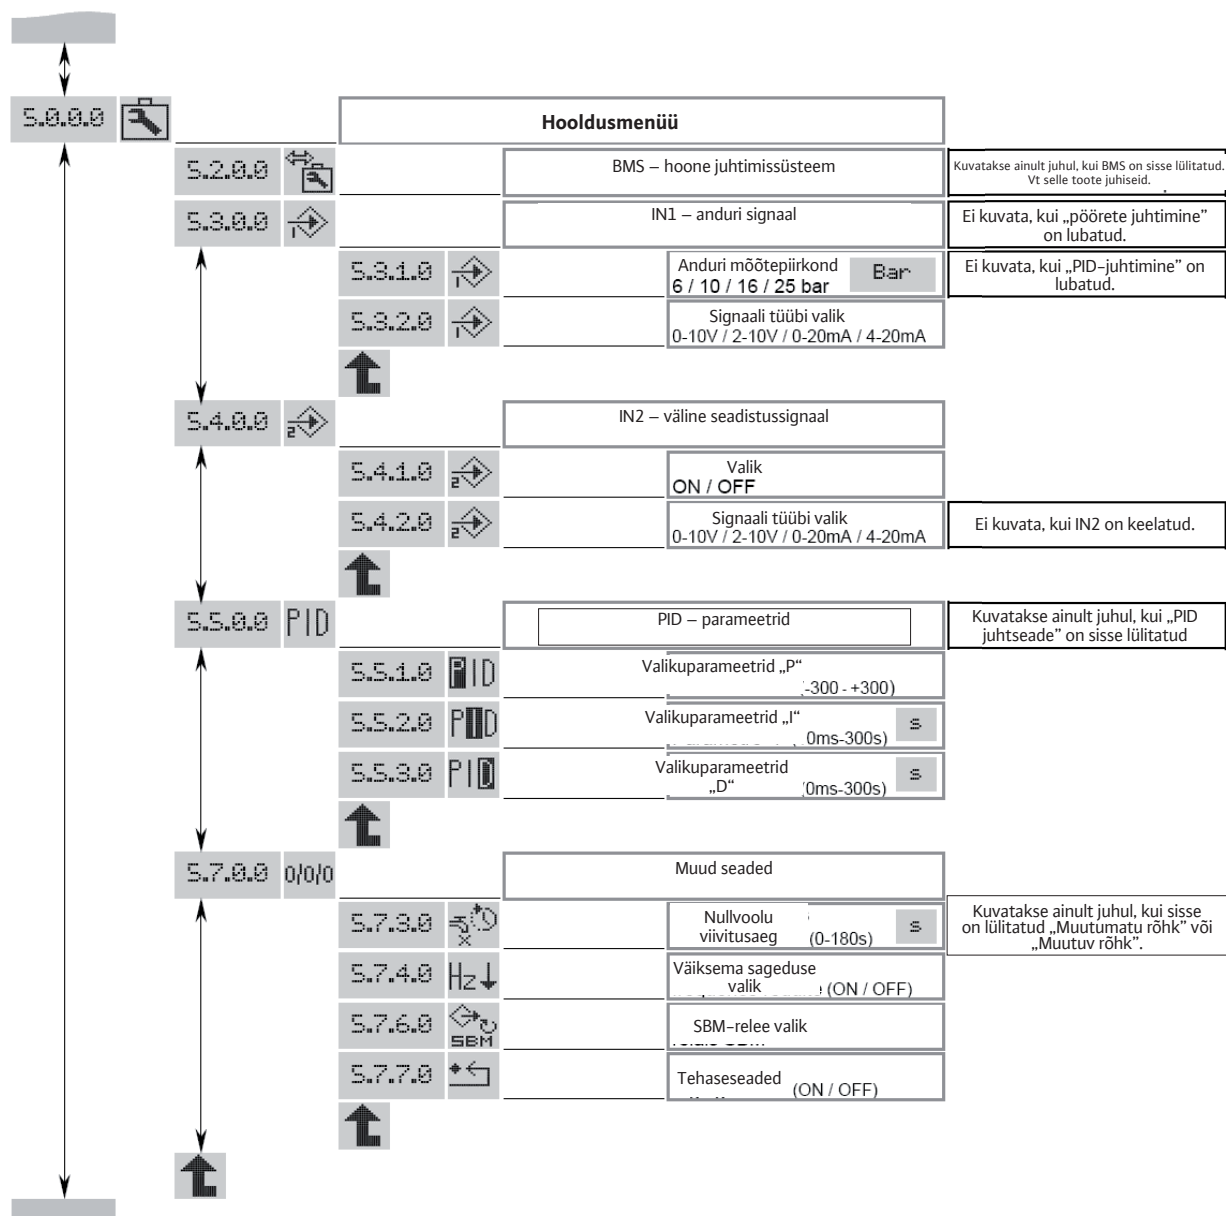 5.0.0.0
Hooldusmenüü
5.2.0.0
BMS – hoone juhtimissüsteem
Kuvatakse ainult juhul, kui BMS on sisse lülitatud.
Vt selle toote juhiseid.
5.3.0.0
1
IN1 – anduri signaal
Ei kuvata, kui „pöörete juhtimine”
on lubatud.
5.3.1.0
1
Anduri mõõtepiirkond
6 / 10 / 16 / 25 bar
Bar
Ei kuvata, kui „PID-juhtimine” on
lubatud.
5.3.2.0
1
Signaali tüübi valik
0-10V / 2-10V / 0-20mA / 4-20mA
5.4.0.0
2
IN2 – väline seadistussignaal
5.4.1.0
2
Valik
ON / OFF
5.4.2.0
2
Signaali tüübi valik
0-10V / 2-10V / 0-20mA / 4-20mA
Ei kuvata, kui IN2 on keelatud.
5.5.0.0 PID
PID – parameetrid
Kuvatakse ainult juhul, kui „PID
juhtseade” on sisse lülitatud
5.5.1.0 PID
Valikuparameetrid „P“
-300 - +300)
5.5.2.0 PID
Valikuparameetrid „I“
0ms-300s)
s
5.5.3.0 PID
Valikuparameetrid
„D“
(0ms-300s)
s
5.7.0.0 0/0/0
Muud seaded
5.7.3.0
x
Nullvoolu
viivitusaeg
(0-180s)
s
Kuvatakse ainult juhul, kui sisse
on lülitatud „Muutumatu rõhk” või
„Muutuv rõhk”.
5.7.4.0 Hz
Väiksema sageduse
valik
(ON / OFF)
5.7.6.0
SBM
SBM-relee valik
5.7.7.0
Tehaseseaded
(ON / OFF)